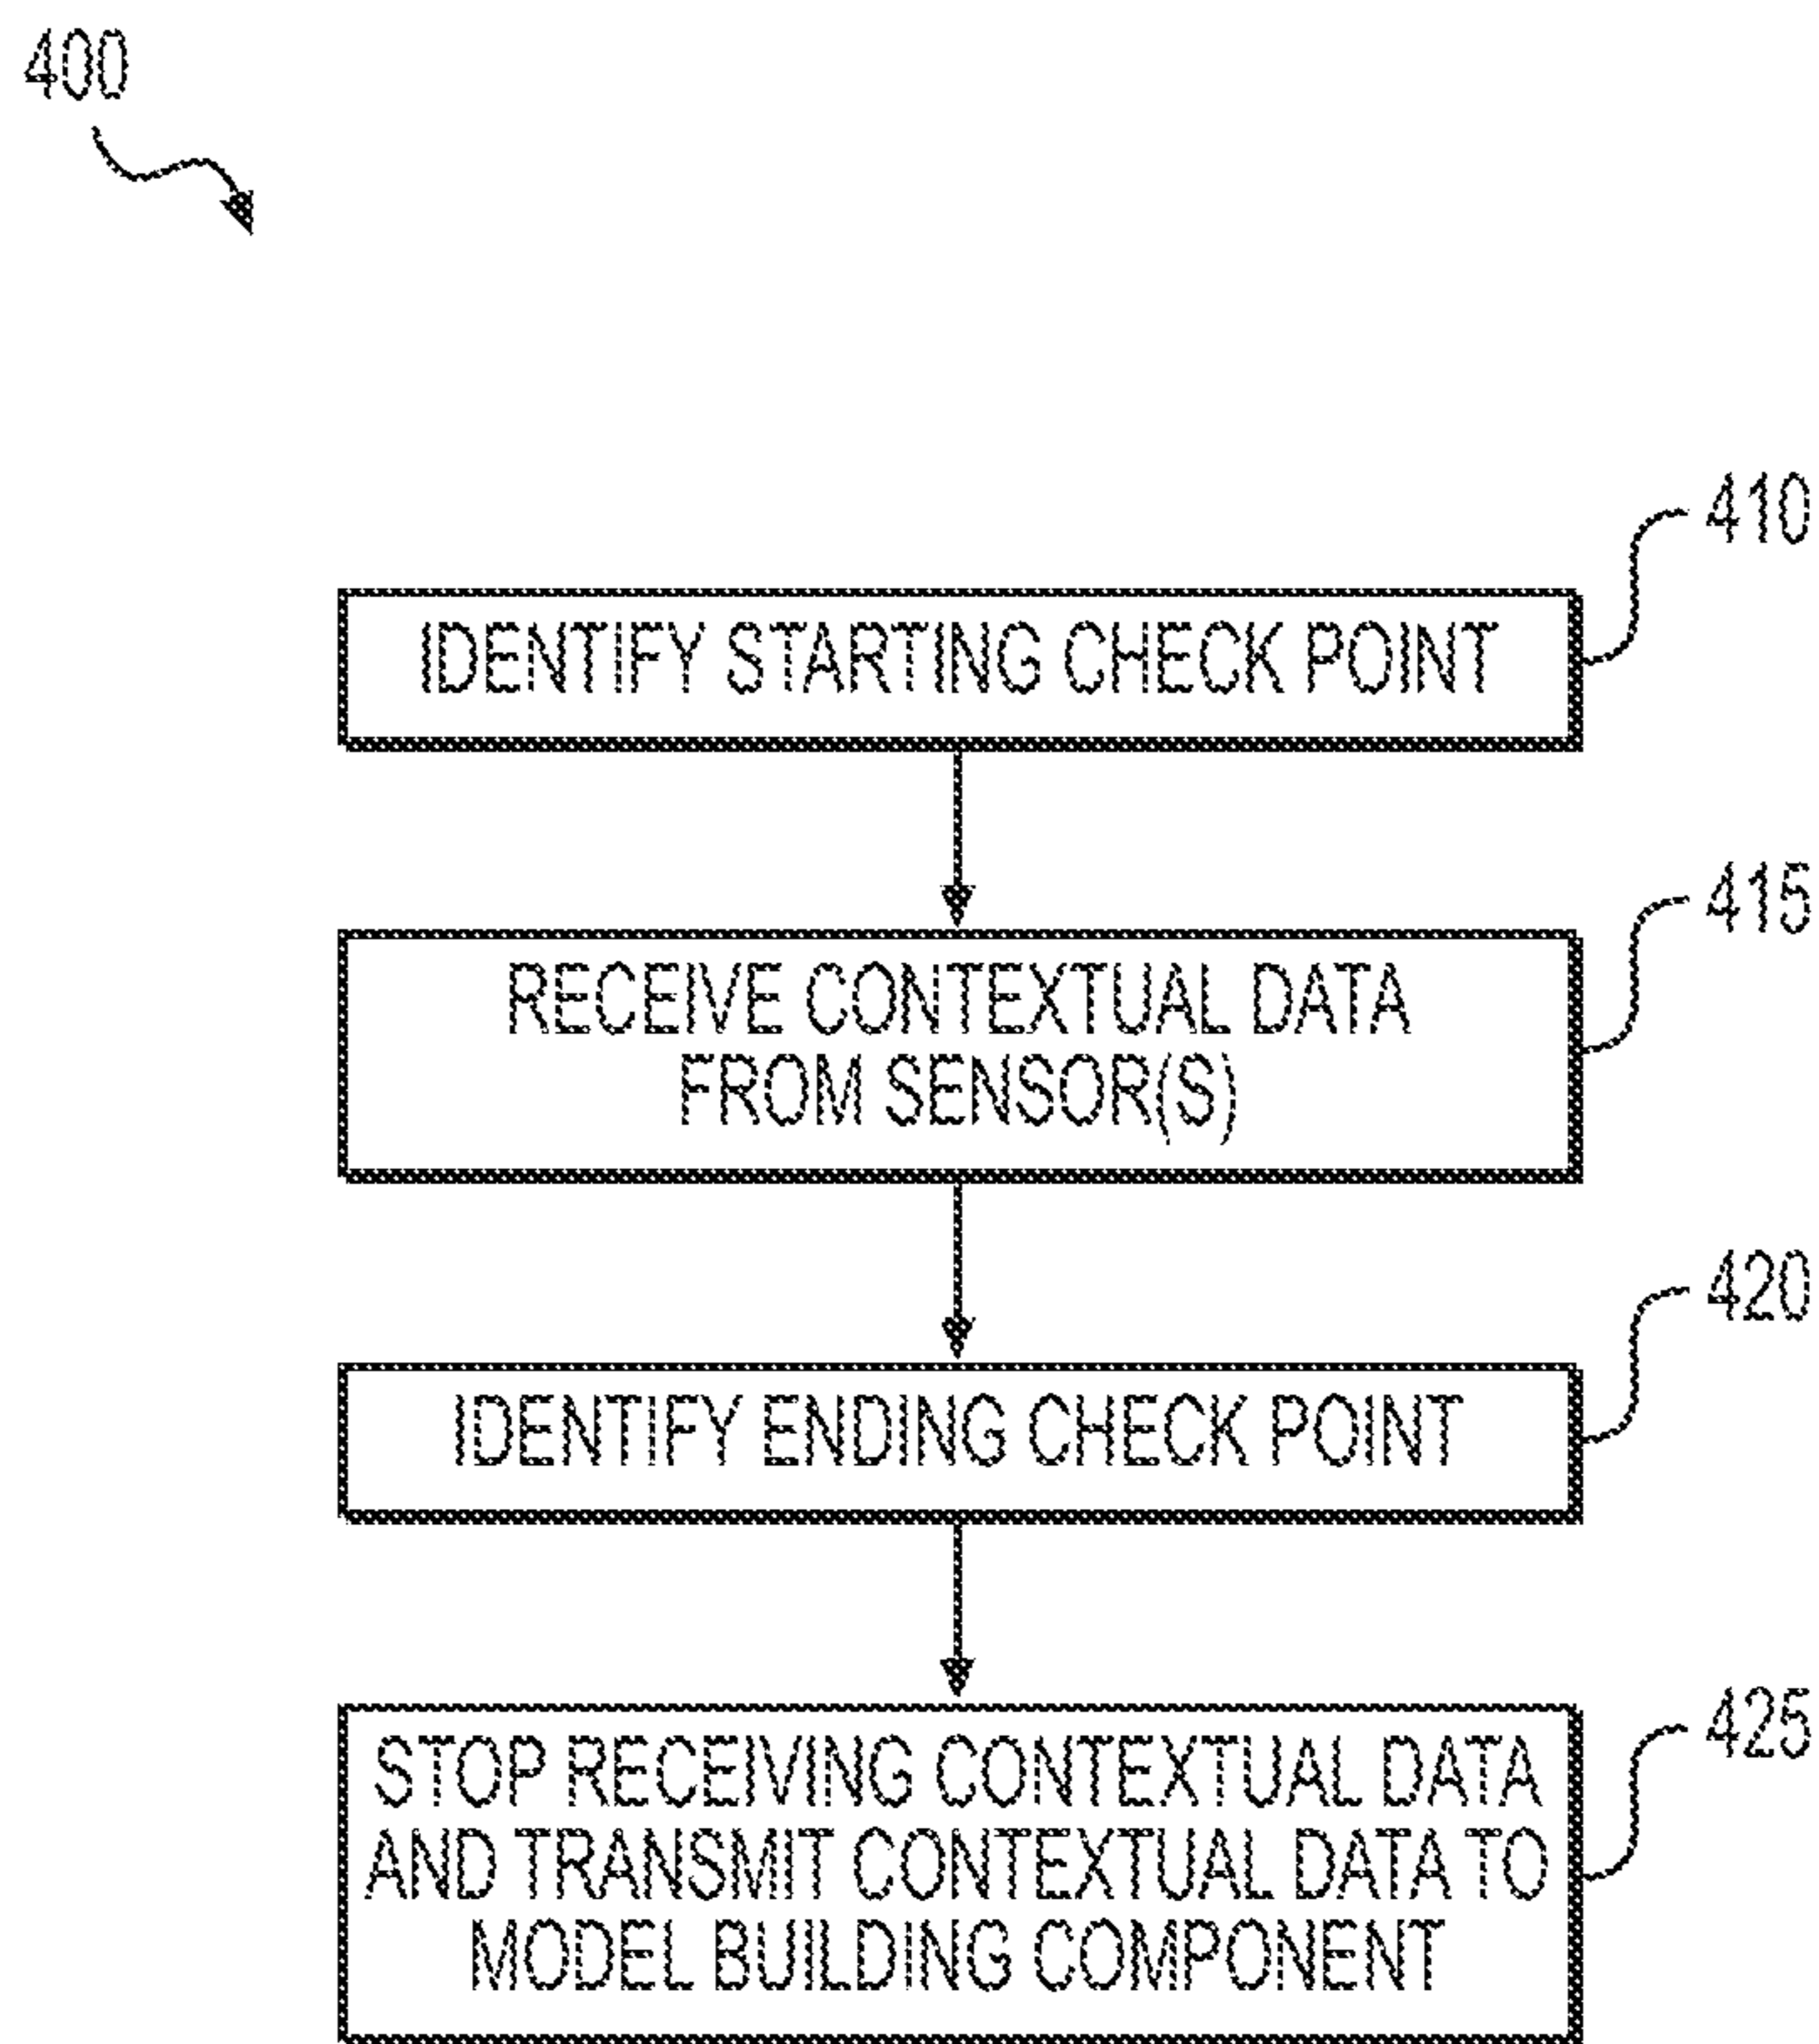 400
410
IDENTIFY STARTING CHECK POINT
415
RECEIVE CONTEXTUAL DATA
FROM SENSOR(S)
420
IDENTIFY ENDING CHECK POINT
425
STOP RECEIVING CONTEXTUAL DATA
AND TRANSMIT CONTEXTUAL DATA TO
MODEL BUILDING COMPONENT